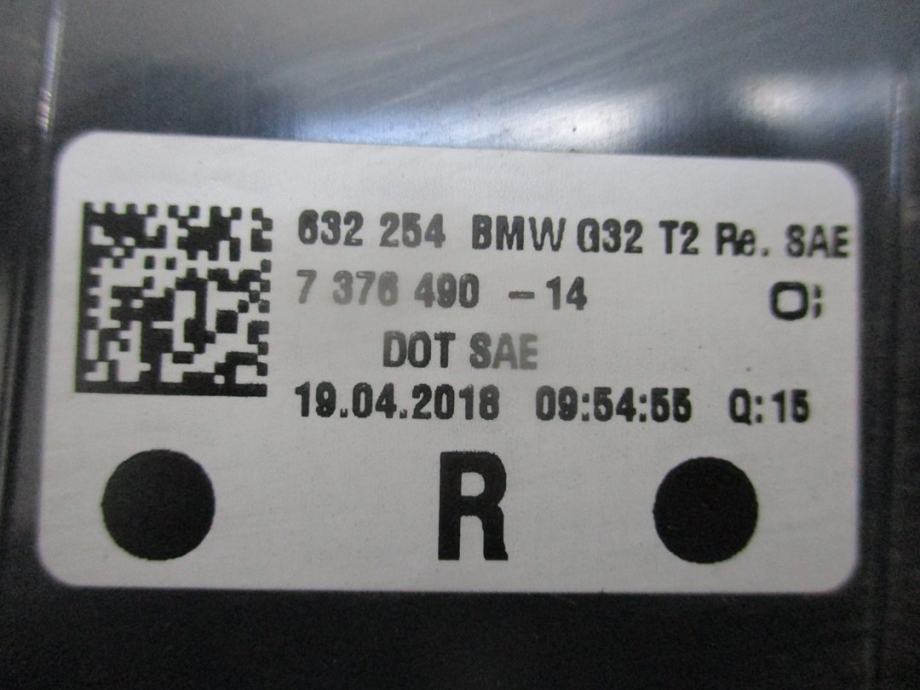 632 254 BMW G32 T2 Re. SAE
7 376 490 -14 O;
DOT SAE
19.04.2018 09:54:55 Q:15
R